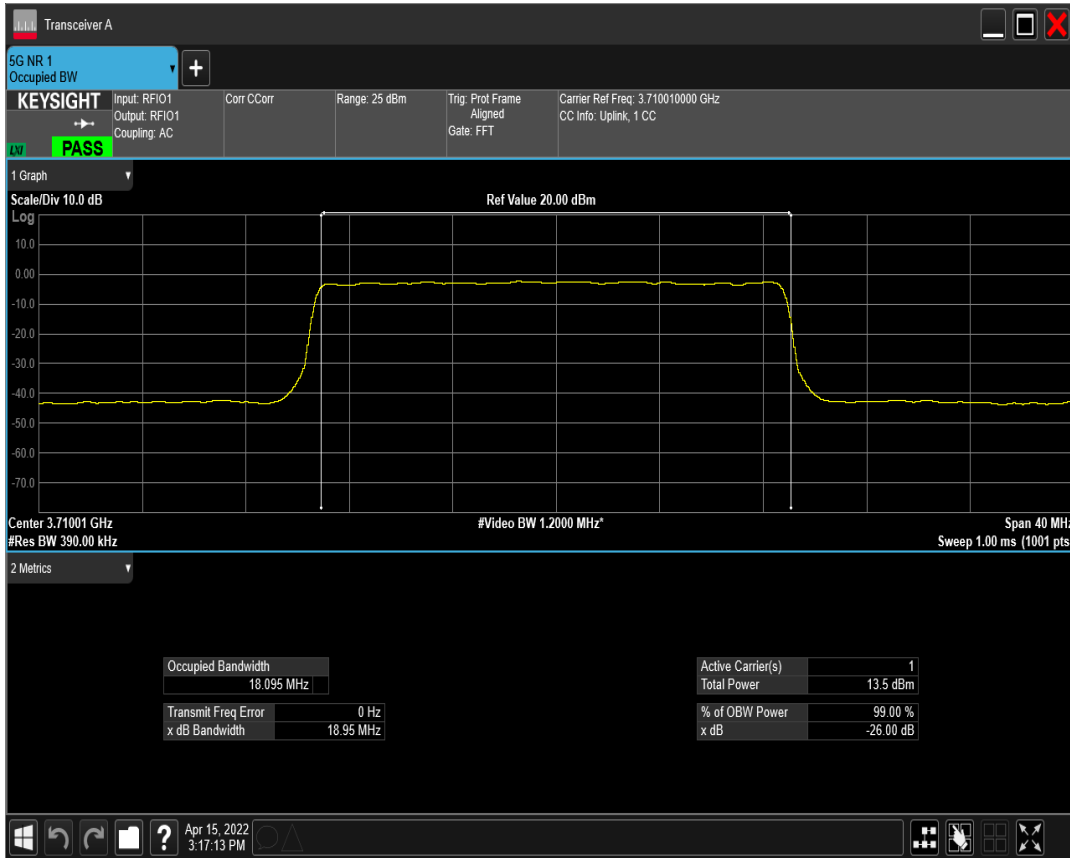 Transceiver A
5G NR 1
Occupied BW
+
KEYSIGHT
LXI
PASS
Input: RFIO1
Output: RFIO1
Coupling: AC
Corr CCorr
Range: 25 dBm
Trig: Prot Frame
Aligned
Gate: FFT
Carrier Ref Freq: 3.710010000 GHz
CC Info: Uplink, 1 CC
1 Graph
Scale/Div 10.0 dB
Ref Value 20.00 dBm
Log
10.0
0.00
-10.0
-20.0
-30.0
-40.0
-50.0
-60.0
-70.0
Center 3.71001 GHz
#Video BW 1.2000 MHz*
Span 40 MHz
#Res BW 390.00 kHz
Sweep 1.00 ms (1001 pts
2 Metrics
Occupied Bandwidth
18.095 MHz
Transmit Freq Error 0 Hz
x dB Bandwidth 18.95 MHz
Active Carrier(s) 1
Total Power 13.5 dBm
% of OBW Power 99.00 %
x dB -26.00 dB
?
Apr 15, 2022
3:17:13 PM